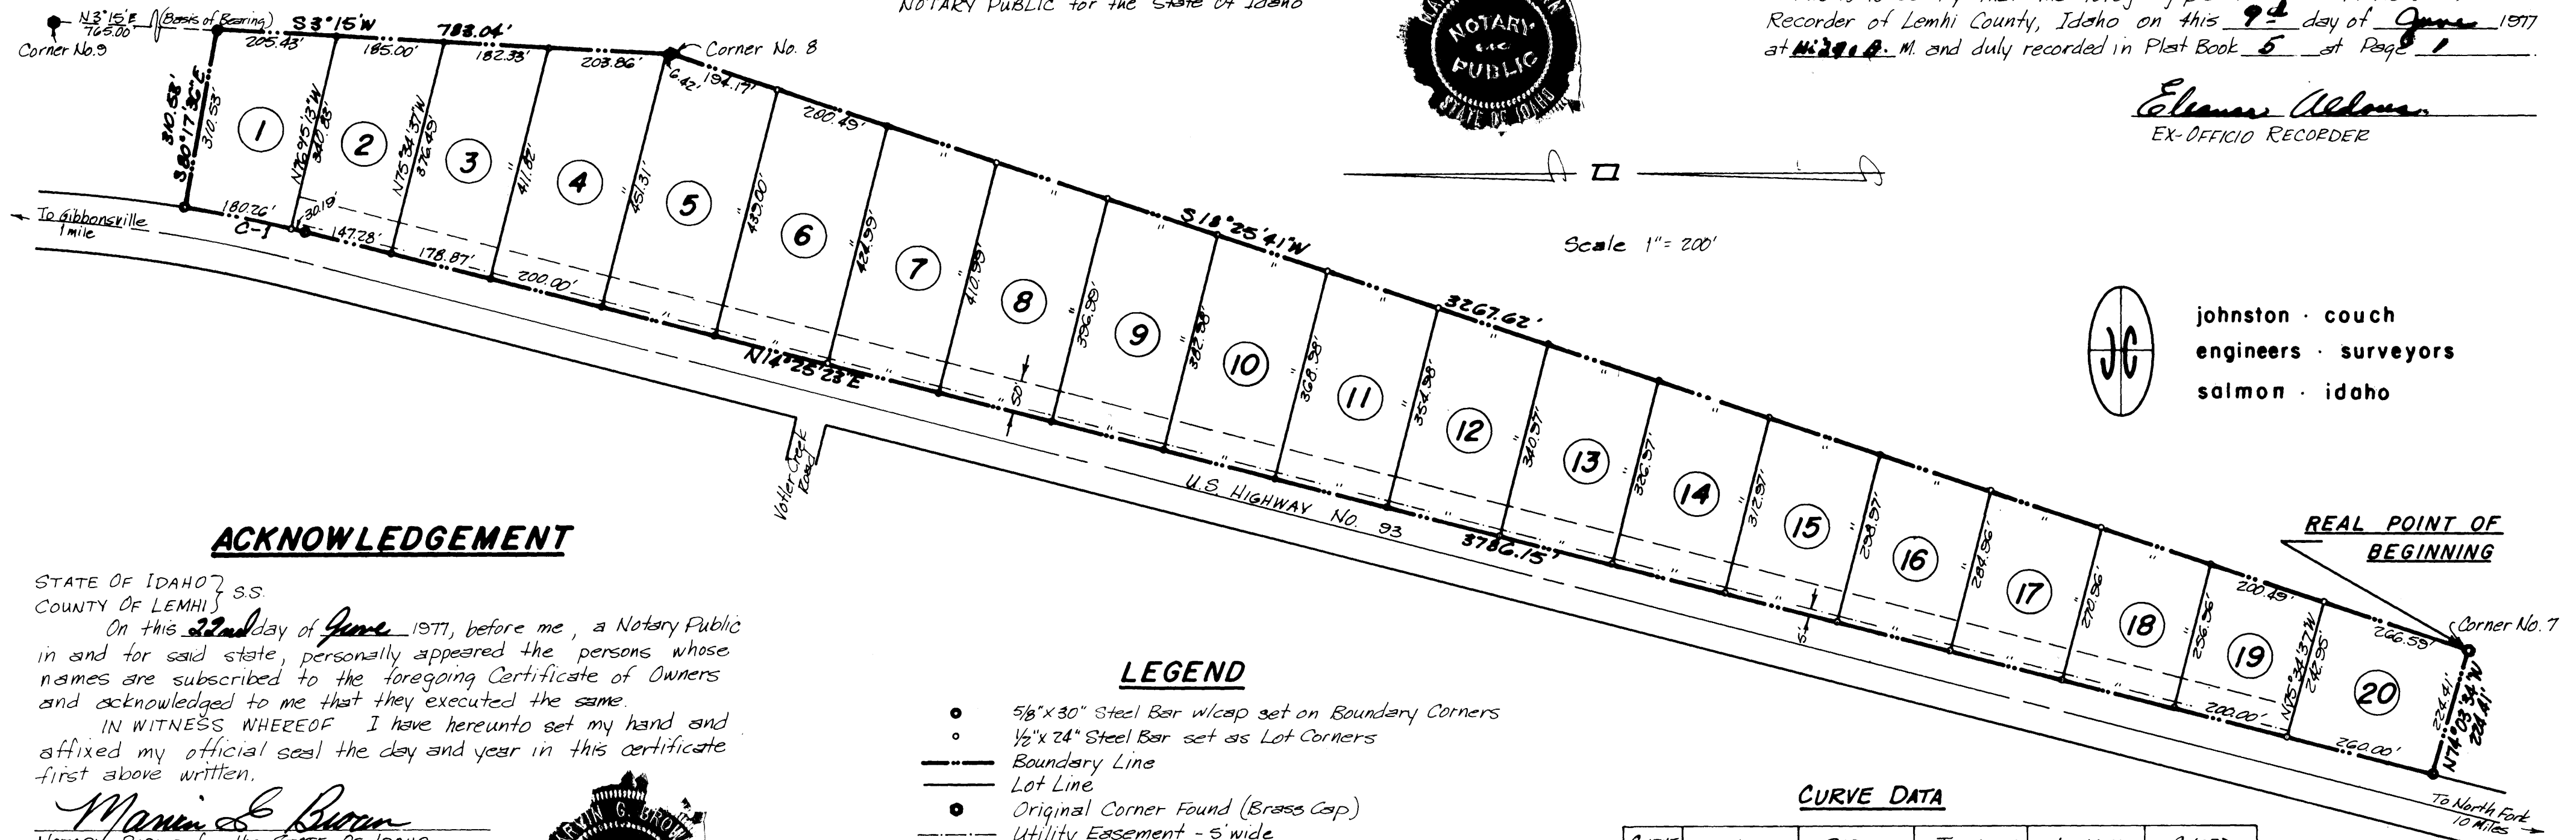 NOTARY PUBLIC for the State of Idaho
NOTARY
PUBLIC
STATE OF IDAHO
Recorder of Lemhi County, Idaho on this day of June 1977
at M. and duly recorded in Plat Book 5 at Page 1
EX-OFFICIO RECORDER
N3°15'E (Basis of Bearing)
765.00'
Corner No. 9
S3°15'W
783.04'
Corner No. 8
205.43'
185.00'
182.33'
203.86'
6.42'
194.17'
200.49'
310.53'
S80°17'36"E
310.53'
N76°45'13"W
340.83'
N75°34'37"W
376.49'
" 411.82'
" 451.31'
" 439.00'
" 424.99'
" 410.99'
" 396.99'
" 382.98'
" 368.98'
" 354.98'
" 340.97'
" 326.97'
" 312.97'
" 298.97'
" 284.96'
" 270.96'
" 256.96'
N75°34'37"W
242.95'
1
2
3
4
5
6
7
8
9
10
11
12
13
14
15
16
17
18
19
20
To Gibbonsville
1 mile
180.26'
C-1
30.19'
147.28'
178.87'
200.00'
N14°25'23"E
50'
S18°25'41"W
3267.62'
U.S. HIGHWAY No. 93
3786.15'
5'
Votler Creek
Road
200.49'
266.59'
200.00'
260.00'
224.41'
N74°03'34"W
224.41'
Corner No. 7
REAL POINT OF
BEGINNING
To North Fork
10 Miles
Scale 1" = 200'
JC
johnston · couch
engineers · surveyors
salmon · idaho
ACKNOWLEDGEMENT
STATE OF IDAHO } S.S.
COUNTY OF LEMHI }
On this 22nd day of June 1977, before me, a Notary Public
in and for said state, personally appeared the persons whose
names are subscribed to the foregoing Certificate of Owners
and acknowledged to me that they executed the same.
IN WITNESS WHEREOF I have hereunto set my hand and
affixed my official seal the day and year in this certificate
first above written.
Marvin G Brown
MARVIN G. BROWN
LEGEND
5/8" x 30" Steel Bar w/cap set on Boundary Corners
1/2" x 24" Steel Bar set as Lot Corners
Boundary Line
Lot Line
Original Corner Found (Brass Cap)
Utility Easement - 5' wide
CURVE DATA